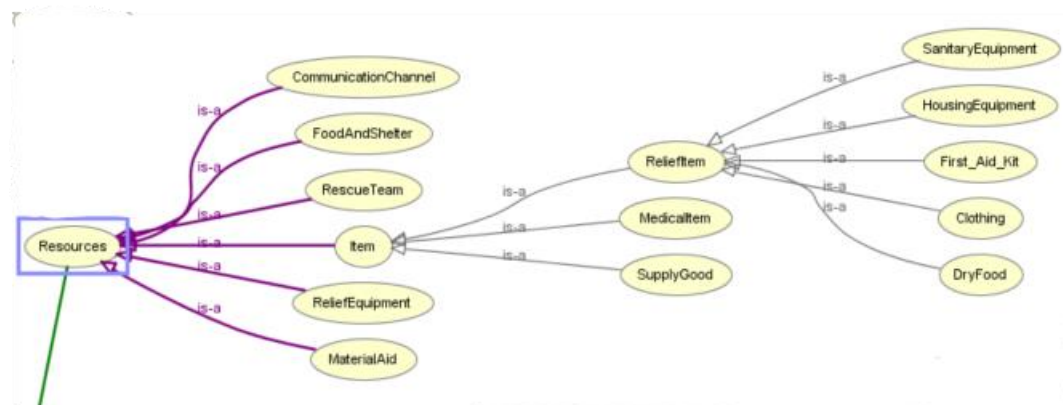 SanitaryEquipment
is-a
CommunicationChannel
HousingEquipment
is-a
is-a
FoodAndShelter
is-a
ReliefItem
is-a
First_Aid_Kit
RescueTeam
is-a
is-a
is-a
is-a
MedicalItem
Clothing
Resources
is-a
Item
is-a
is-a
is-a
SupplyGood
DryFood
ReliefEquipment
is-a
MaterialAid